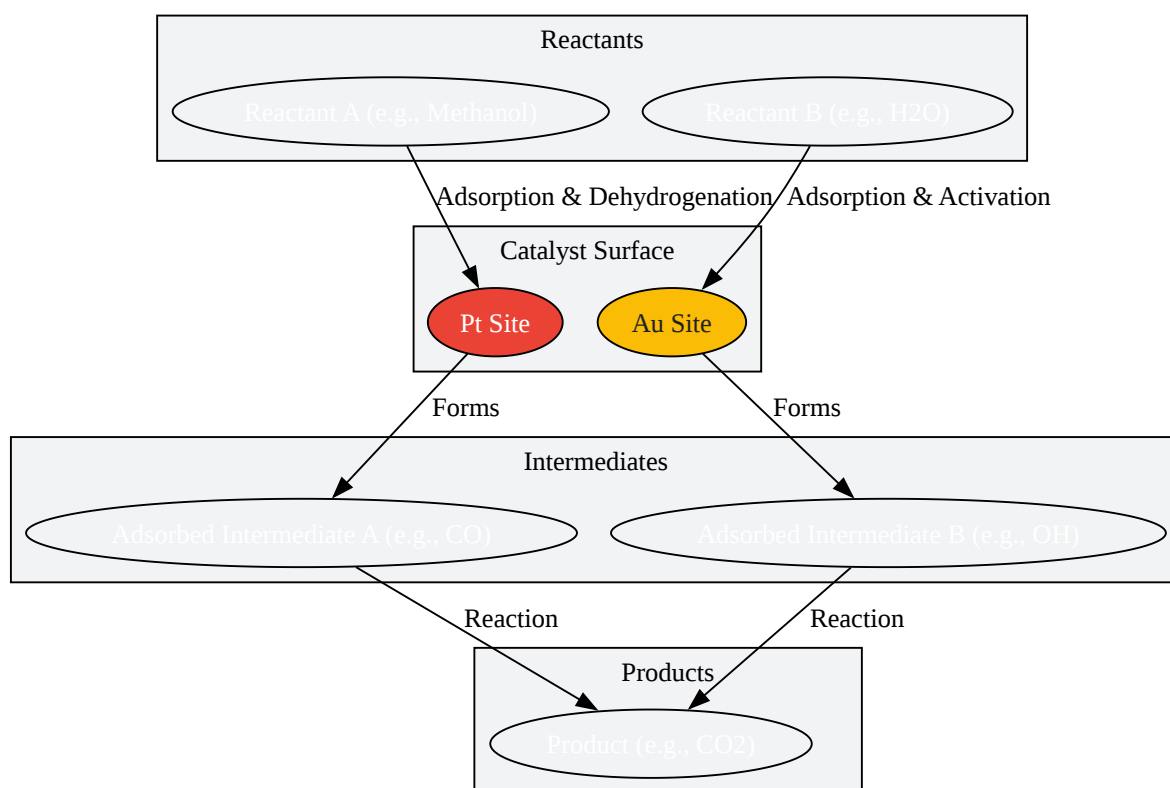 Reactants
Reactant A (e.g., Methanol)
Reactant B (e.g., H2O)
Adsorption & Dehydrogenation
Adsorption & Activation
Catalyst Surface
Pt Site
Au Site
Forms
Forms
Intermediates
Adsorbed Intermediate A (e.g., CO)
Adsorbed Intermediate B (e.g., OH)
Reaction
Reaction
Products
Product (e.g., CO2)